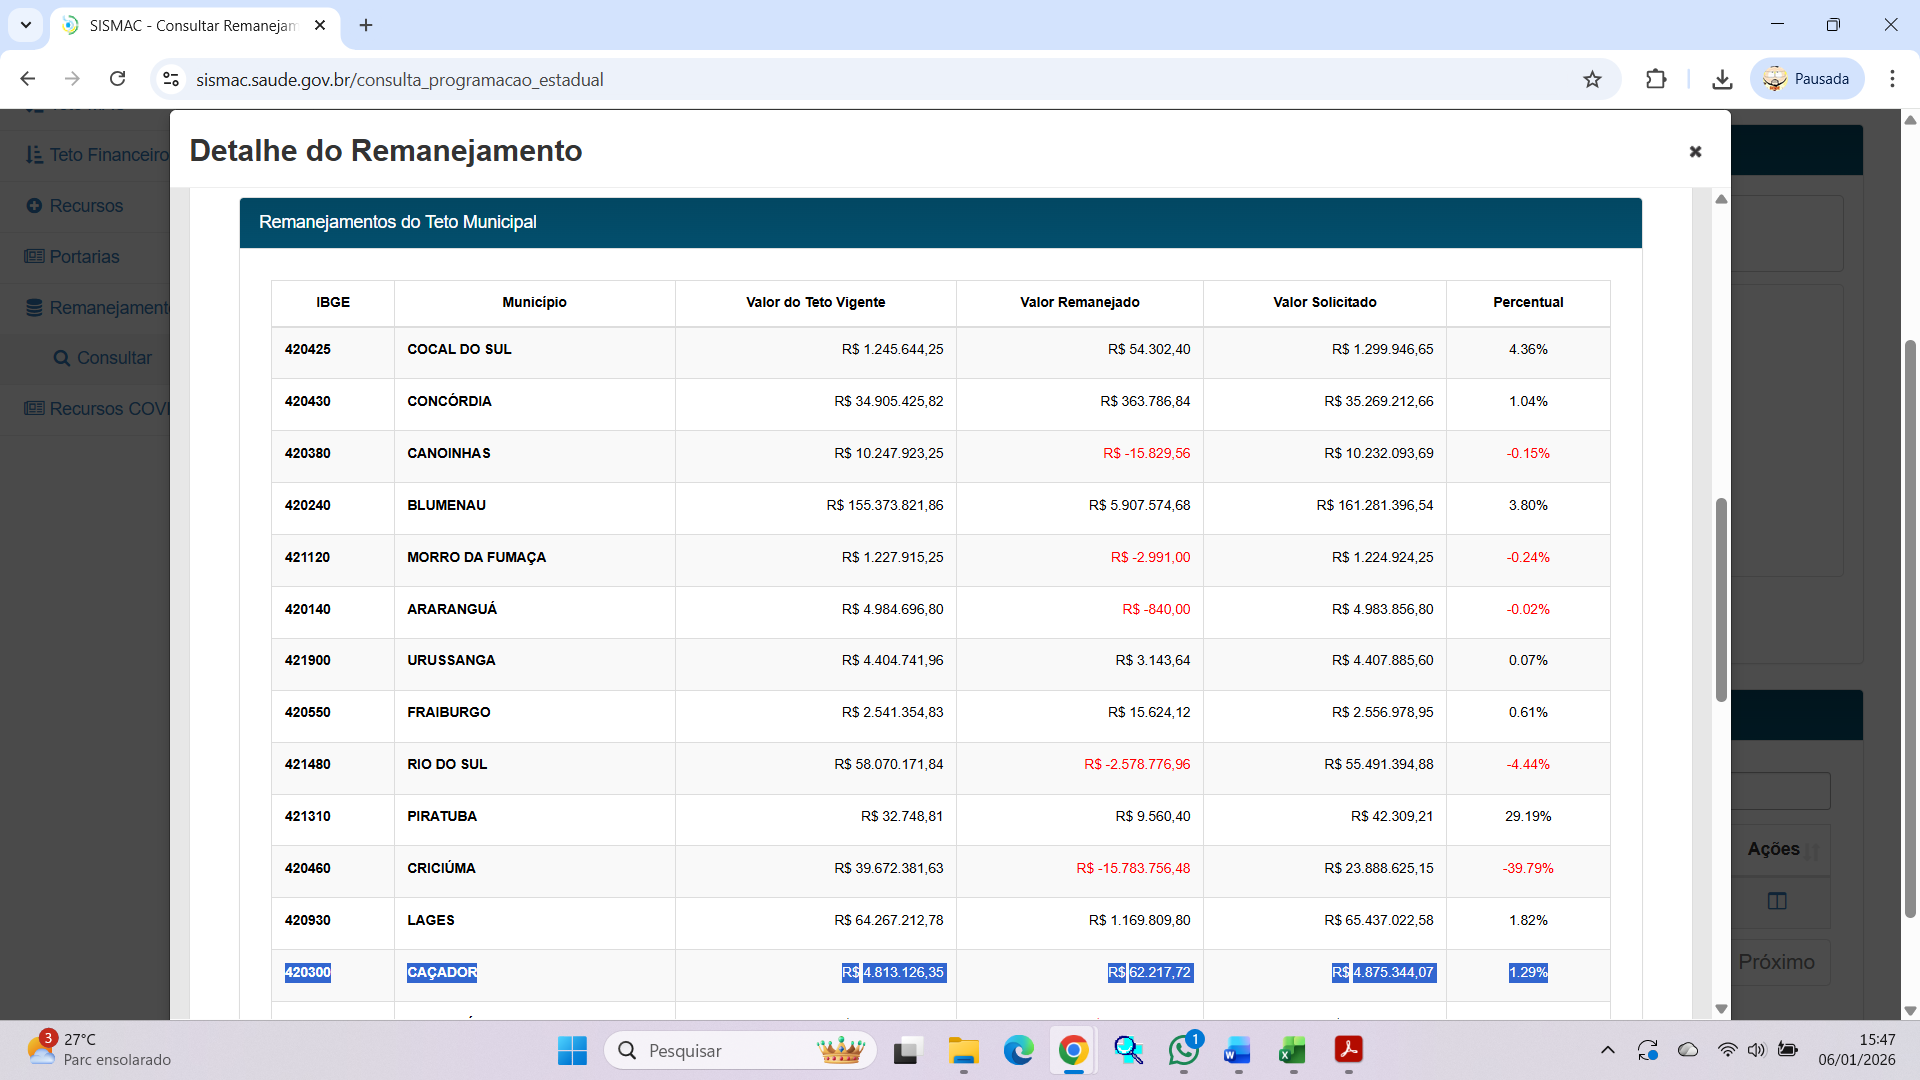 SISMAC - Consultar Remanejam
sismac.saude.gov.br/consulta_programacao_estadual
Pausada
Detalhe do Remanejamento
Teto Financeiro
Recursos
Portarias
Remanejament
Consultar
Recursos COVI
Remanejamentos do Teto Municipal
IBGE Município Valor do Teto Vigente Valor Remanejado Valor Solicitado Percentual
420425 COCAL DO SUL R$ 1.245.644,25 R$ 54.302,40 R$ 1.299.946,65 4.36%
420430 CONCÓRDIA R$ 34.905.425,82 R$ 363.786,84 R$ 35.269.212,66 1.04%
420380 CANOINHAS R$ 10.247.923,25 R$ -15.829,56 R$ 10.232.093,69 -0.15%
420240 BLUMENAU R$ 155.373.821,86 R$ 5.907.574,68 R$ 161.281.396,54 3.80%
421120 MORRO DA FUMAÇA R$ 1.227.915,25 R$ -2.991,00 R$ 1.224.924,25 -0.24%
420140 ARARANGUÁ R$ 4.984.696,80 R$ -840,00 R$ 4.983.856,80 -0.02%
421900 URUSSANGA R$ 4.404.741,96 R$ 3.143,64 R$ 4.407.885,60 0.07%
420550 FRAIBURGO R$ 2.541.354,83 R$ 15.624,12 R$ 2.556.978,95 0.61%
421480 RIO DO SUL R$ 58.070.171,84 R$ -2.578.776,96 R$ 55.491.394,88 -4.44%
421310 PIRATUBA R$ 32.748,81 R$ 9.560,40 R$ 42.309,21 29.19%
420460 CRICIÚMA R$ 39.672.381,63 R$ -15.783.756,48 R$ 23.888.625,15 -39.79%
420930 LAGES R$ 64.267.212,78 R$ 1.169.809,80 R$ 65.437.022,58 1.82%
420300 CAÇADOR R$ 4.813.126,35 R$ 62.217,72 R$ 4.875.344,07 1.29%
Ações
Próximo
3
27°C
Parc ensolarado
Pesquisar
1
15:47
06/01/2026